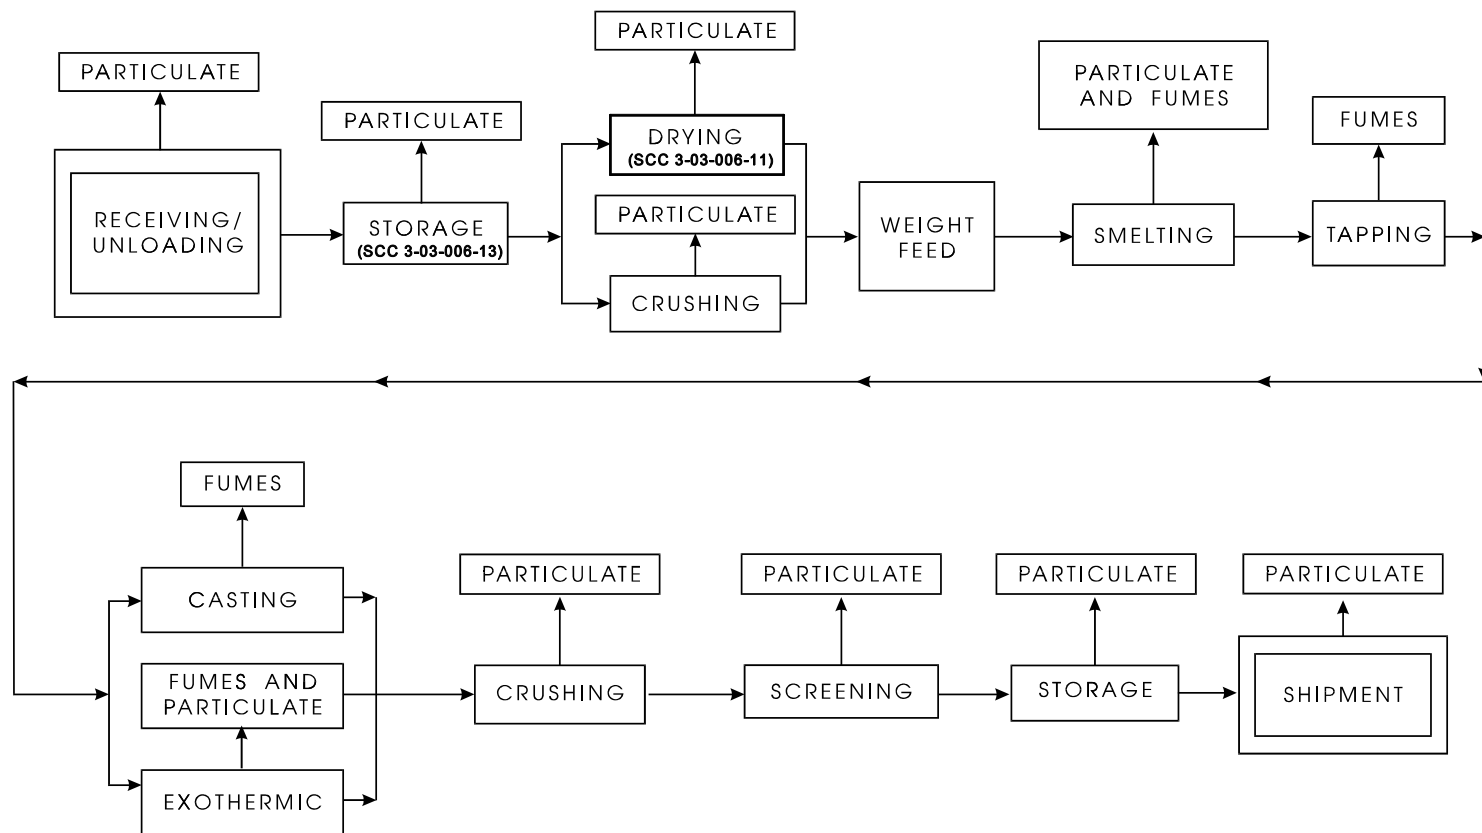 PARTICULATE
PARTICULATE
PARTICULATE
PARTICULATE
AND FUMES
FUMES
DRYING
(SCC 3-03-006-11)
RECEIVING/
UNLOADING
STORAGE
(SCC 3-03-006-13)
PARTICULATE
WEIGHT
FEED
SMELTING
TAPPING
CRUSHING
FUMES
CASTING
PARTICULATE
PARTICULATE
PARTICULATE
PARTICULATE
FUMES AND
PARTICULATE
CRUSHING
SCREENING
STORAGE
SHIPMENT
EXOTHERMIC